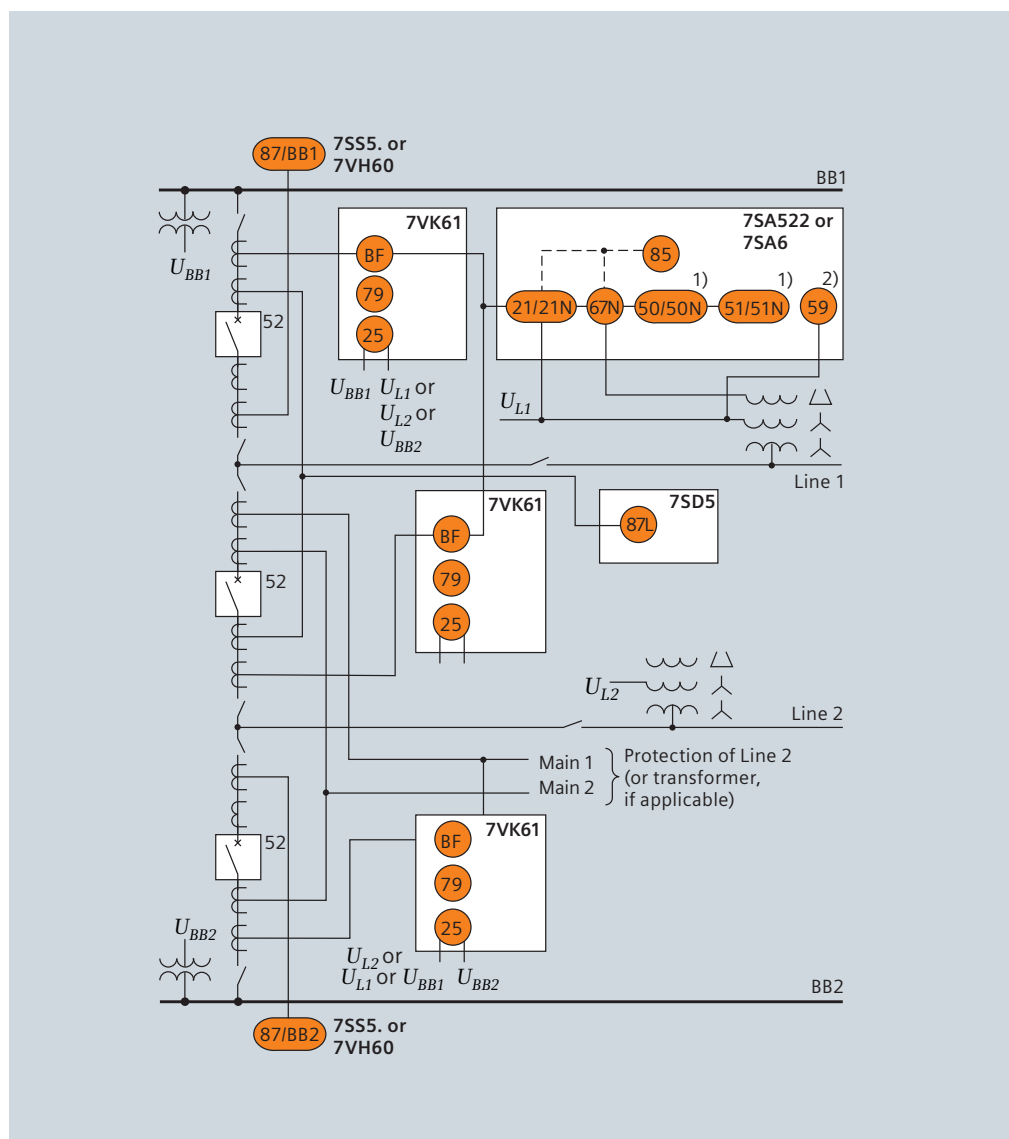 7SS5. or
7VH60
87/BB1
BB1
7VK61
7SA522 or
7SA6
BF
85
U_BB1
1)
1)
2)
79
21/21N
67N
50/50N
51/51N
59
52
25
U_BB1 U_L1 or
U_L2 or
U_BB2
U_L1
Line 1
7VK61
7SD5
BF
87L
79
52
25
U_L2
Line 2
Main 1
Main 2
Protection of Line 2
(or transformer,
if applicable)
7VK61
BF
52
79
25
U_BB2
U_L2 or
U_L1 or U_BB1 U_BB2
BB2
87/BB2
7SS5. or
7VH60